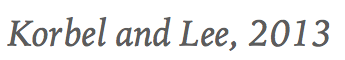 Korbel and Lee, 2013